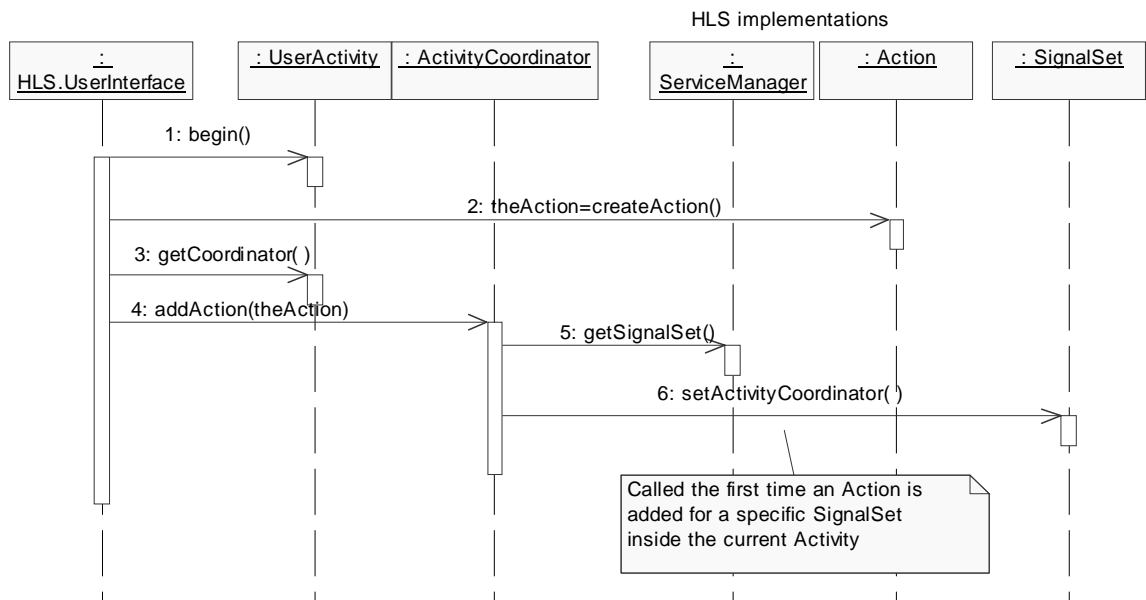 HLS implementations
:
HLS.UserInterface
: UserActivity
: ActivityCoordinator
:
ServiceManager
: Action
: SignalSet
1: begin()
2: theAction=createAction()
3: getCoordinator( )
4: addAction(theAction)
5: getSignalSet()
6: setActivityCoordinator( )
Called the first time an Action is
added for a specific SignalSet
inside the current Activity